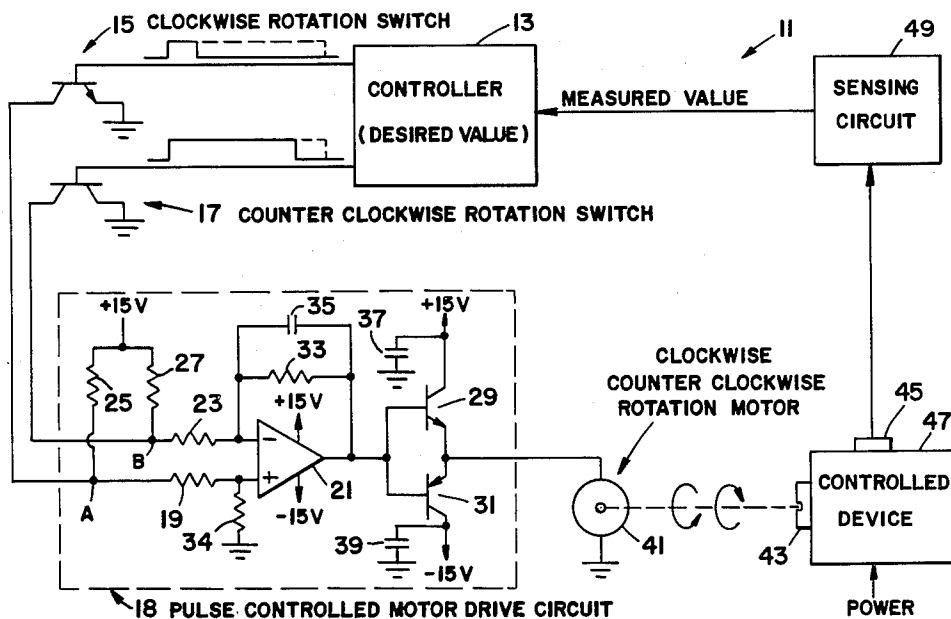 15 CLOCKWISE ROTATION SWITCH
13
11
49
CONTROLLER
(DESIRED VALUE)
MEASURED VALUE
SENSING
CIRCUIT
17 COUNTER CLOCKWISE ROTATION SWITCH
+15V
35
+15V
37
33
27
25
23
+15V
29
CLOCKWISE
COUNTER CLOCKWISE
ROTATION MOTOR
45
47
B
−
+
21
A
19
-15V
31
34
39
-15V
41
43
CONTROLLED
DEVICE
18 PULSE CONTROLLED MOTOR DRIVE CIRCUIT
POWER